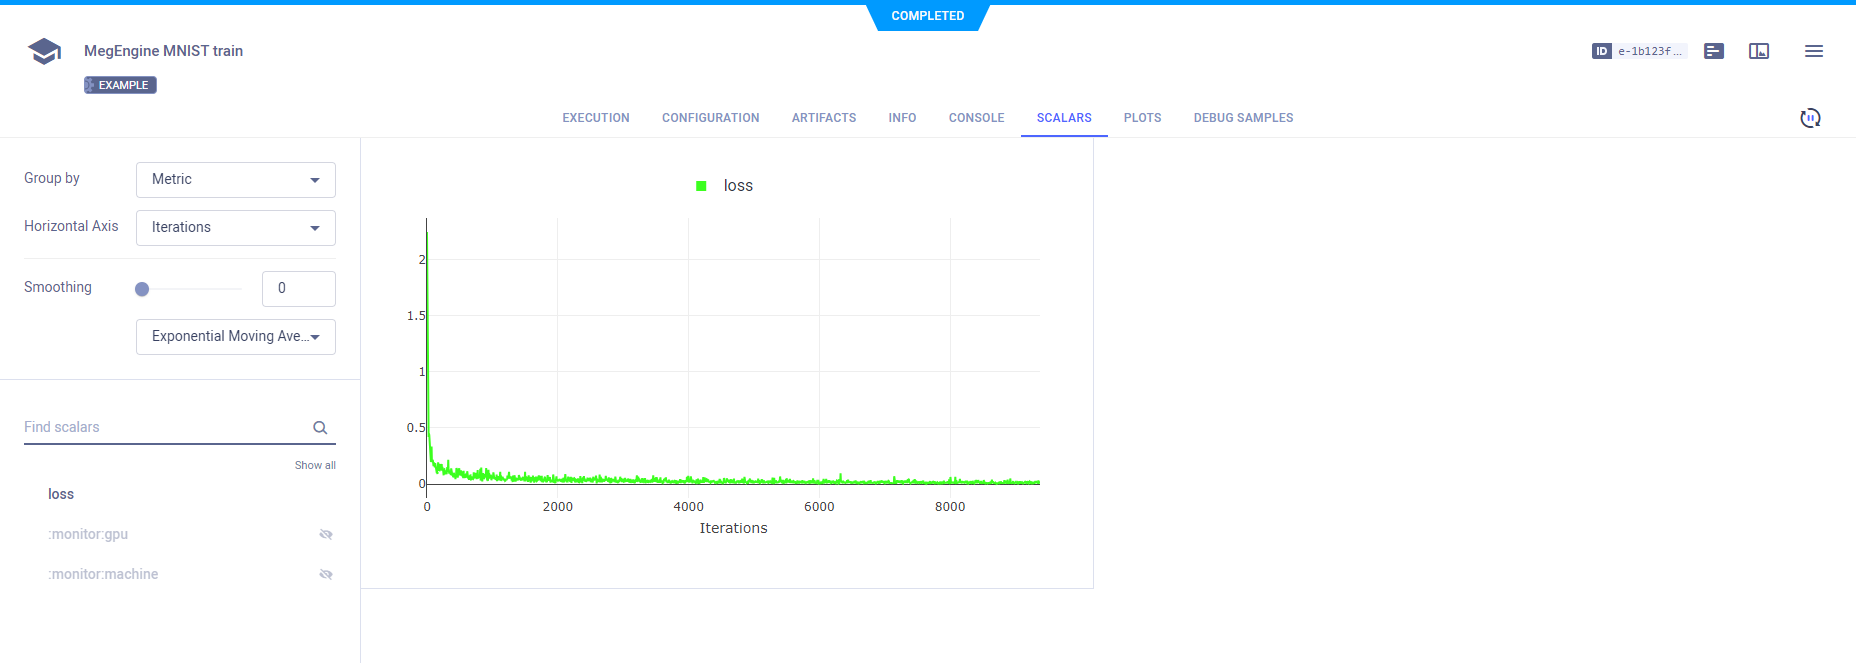 COMPLETED
MegEngine MNIST train
ID e-1b123f...
EXAMPLE
EXECUTION CONFIGURATION ARTIFACTS INFO CONSOLE SCALARS PLOTS DEBUG SAMPLES
Group by Metric
Horizontal Axis Iterations
Smoothing 0
Exponential Moving Ave...
Find scalars
Show all
loss
:monitor:gpu
:monitor:machine
loss
2
1.5
1
0.5
0
0 2000 4000 6000 8000
Iterations